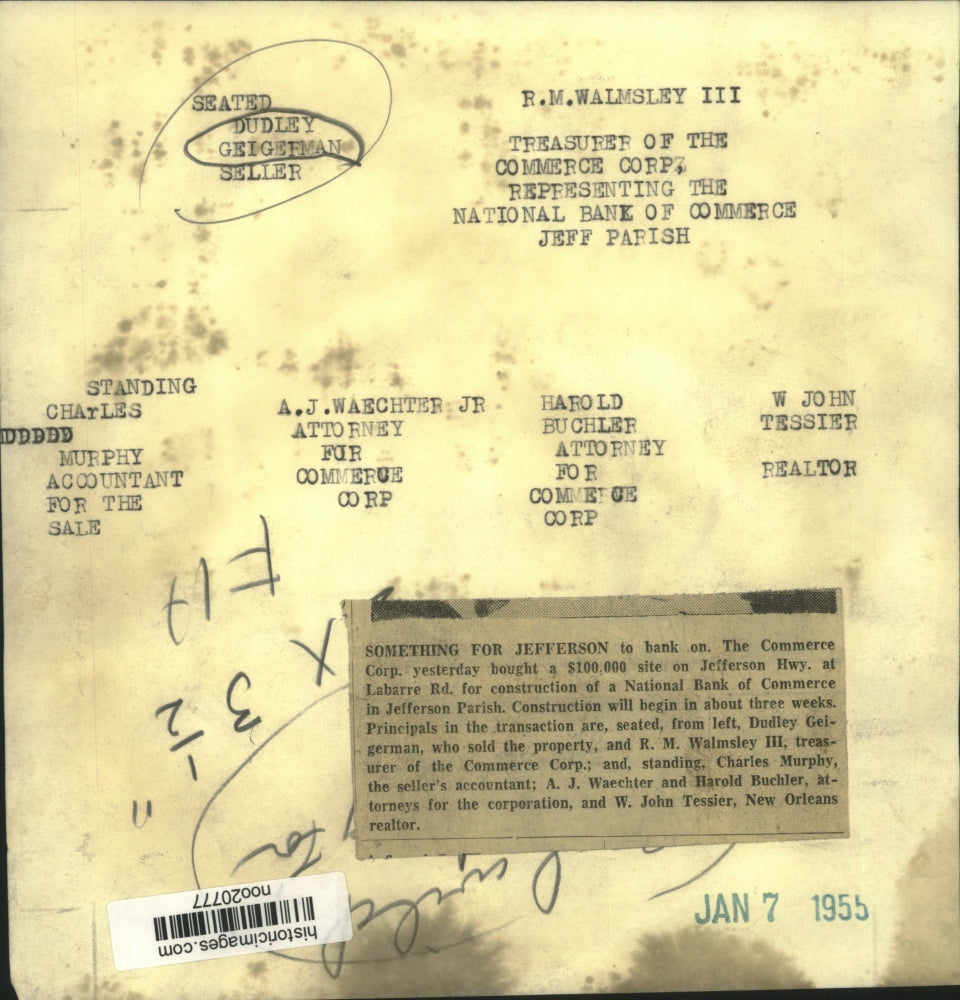 SEATED
DUDLEY
GEIGERMAN
SELLER
R.M.WALMSLEY III
TREASURER OF THE
COMMERCE CORP,
REPRESENTING THE
NATIONAL BANK OF COMMERCE
JEFF PARISH
STANDING
CHArLES
DDDDD
MURPHY
ACCOUNTANT
FOR THE
SALE
A.J.WAECHTER JR
ATTORNEY
FOR
COMMERCE
CORP
HAROLD
BUCHLER
ATTORNEY
FOR
COMMERCE
CORP
W JOHN
TESSIER
REALTOR
X 3 1/2 "
SOMETHING FOR JEFFERSON to bank on. The Commerce
Corp. yesterday bought a $100,000 site on Jefferson Hwy. at
Labarre Rd. for construction of a National Bank of Commerce
in Jefferson Parish. Construction will begin in about three weeks.
Principals in the transaction are, seated, from left, Dudley Gei-
german, who sold the property, and R. M. Walmsley III, treas-
urer of the Commerce Corp.; and, standing, Charles Murphy,
the seller's accountant; A. J. Waechter and Harold Buchler, at-
torneys for the corporation, and W. John Tessier, New Orleans
realtor.
for
JAN 7 1955
historicimages.com
noo20777